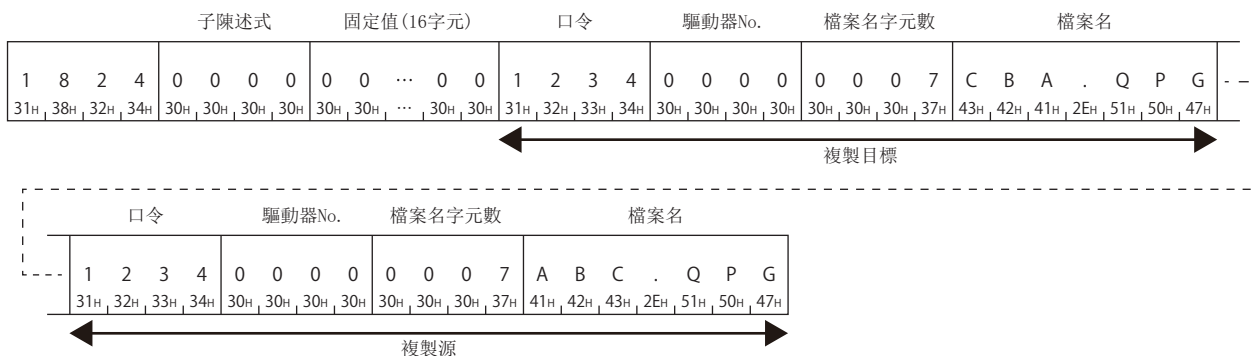 子陳述式 固定值(16字元) 口令 驅動器No. 檔案名字元數 檔案名
1 8 2 4 0 0 0 0 0 0 … 0 0 1 2 3 4 0 0 0 0 0 0 0 7 C B A . Q P G
31H 38H 32H 34H 30H 30H 30H 30H 30H 30H … 30H 30H 31H 32H 33H 34H 30H 30H 30H 30H 30H 30H 30H 37H 43H 42H 41H 2EH 51H 50H 47H
複製目標
口令 驅動器No. 檔案名字元數 檔案名
1 2 3 4 0 0 0 0 0 0 0 7 A B C . Q P G
31H 32H 33H 34H 30H 30H 30H 30H 30H 30H 30H 37H 41H 42H 43H 2EH 51H 50H 47H
複製源